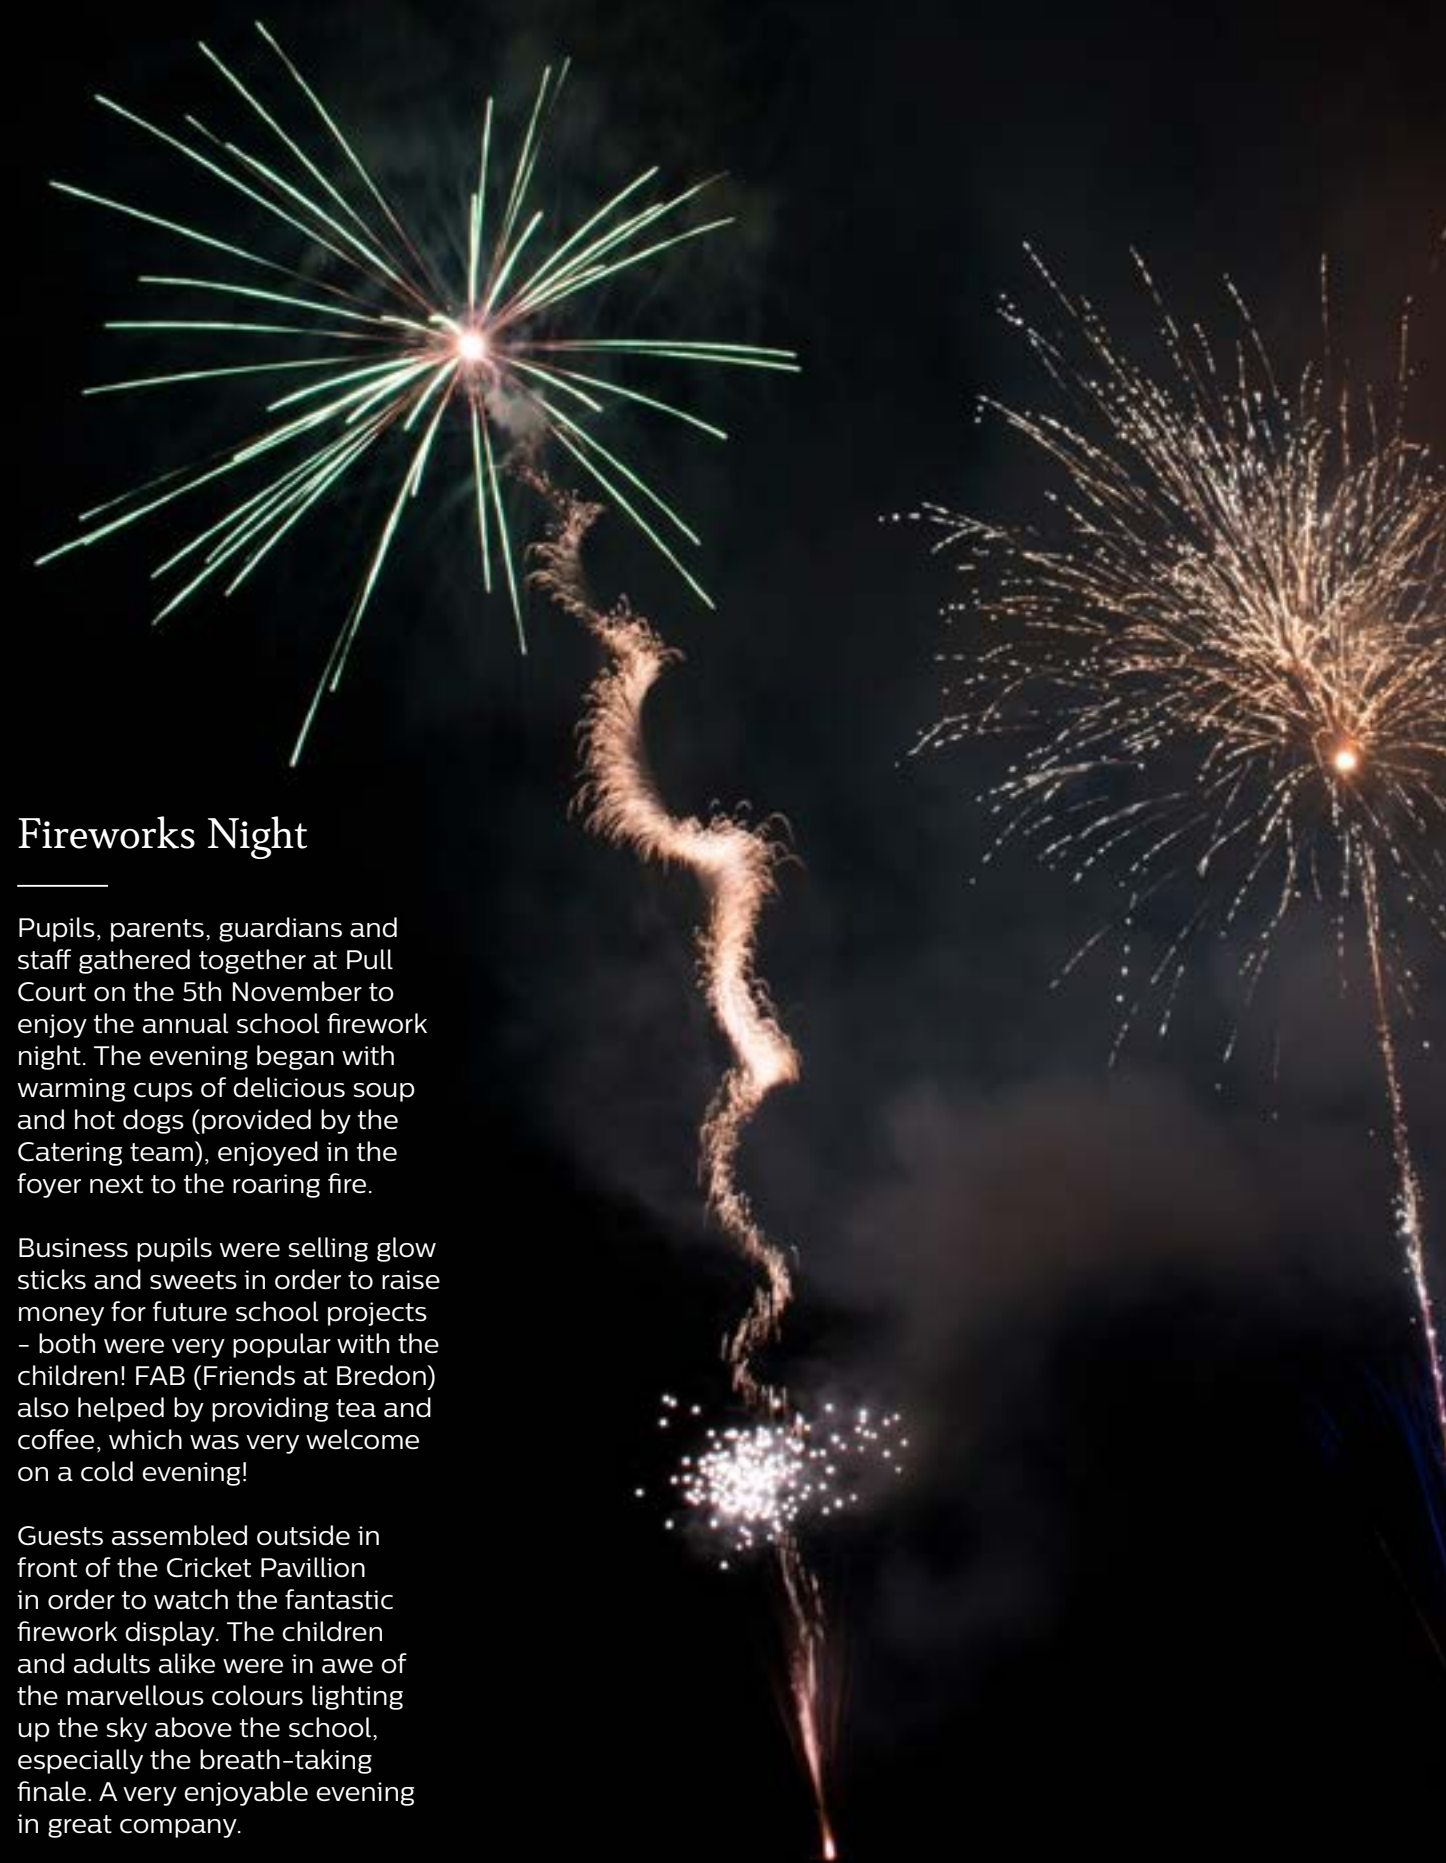 Fireworks Night
Pupils, parents, guardians and
staff gathered together at Pull
Court on the 5th November to
enjoy the annual school firework
night. The evening began with
warming cups of delicious soup
and hot dogs (provided by the
Catering team), enjoyed in the
foyer next to the roaring fire.
Business pupils were selling glow
sticks and sweets in order to raise
money for future school projects
- both were very popular with the
children! FAB (Friends at Bredon)
also helped by providing tea and
coffee, which was very welcome
on a cold evening!
Guests assembled outside in
front of the Cricket Pavillion
in order to watch the fantastic
firework display. The children
and adults alike were in awe of
the marvellous colours lighting
up the sky above the school,
especially the breath-taking
finale. A very enjoyable evening
in great company.